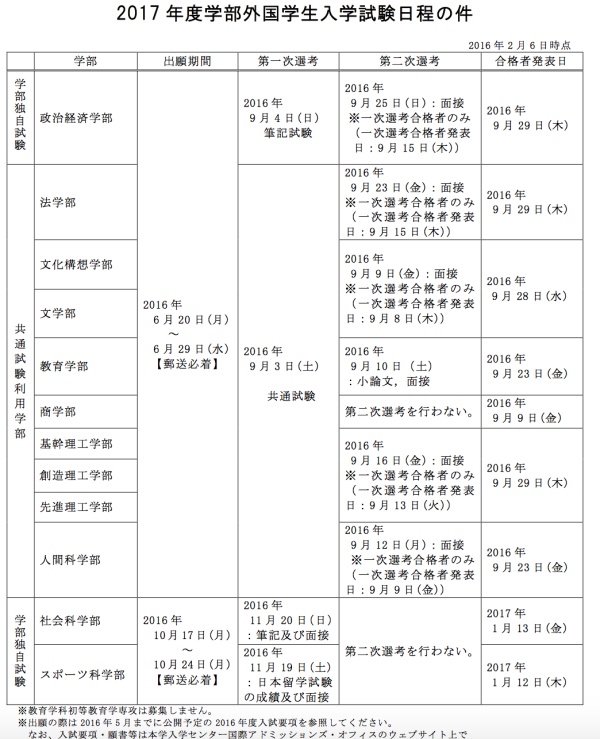 2017 年度学部外国学生入学試験日程の件
2016 年 2 月 6 日時点
学部
出願期間
第一次選考
第二次選考
合格者発表日
学部独自試験
政治経済学部
2016 年
6 月 20 日(月)
～
6 月 29 日(水)
【郵送必着】
2016 年
9 月 4 日(日)
筆記試験
2016 年
9 月 25 日(日)：面接
※一次選考合格者のみ
(一次選考合格者発表
日：9 月 15 日(木))
2016 年
9 月 29 日(木)
共通試験利用学部
法学部
2016 年
9 月 3 日(土)
共通試験
2016 年
9 月 23 日(金)：面接
※一次選考合格者のみ
(一次選考合格者発表
日：9 月 15 日(木))
2016 年
9 月 29 日(木)
文化構想学部
文学部
2016 年
9 月 9 日(金)：面接
※一次選考合格者のみ
(一次選考合格者発表
日：9 月 8 日(木))
2016 年
9 月 28 日(水)
教育学部
2016 年
9 月 10 日 (土)
：小論文，面接
2016 年
9 月 23 日(金)
商学部
第二次選考を行わない。
2016 年
9 月 9 日(金)
基幹理工学部
創造理工学部
先進理工学部
2016 年
9 月 16 日(金)：面接
※一次選考合格者のみ
(一次選考合格者発表
日：9 月 13 日(火))
2016 年
9 月 29 日(木)
人間科学部
2016 年
9 月 12 日(月)：面接
※一次選考合格者のみ
(一次選考合格者発表
日：9 月 9 日(金))
2016 年
9 月 23 日(金)
学部独自試験
社会科学部
2016 年
10 月 17 日(月)
～
10 月 24 日(月)
【郵送必着】
2016 年
11 月 20 日(日)
：筆記及び面接
第二次選考を行わない。
2017 年
1 月 13 日(金)
スポーツ科学部
2016 年
11 月 19 日(土)
：日本留学試験
の成績及び面接
2017 年
1 月 12 日(木)
※教育学科初等教育学専攻は募集しません。
※出願の際は 2016 年 5 月までに公開予定の 2016 年度入試要項を参照してください。
なお、入試要項・願書等は本学入学センター国際アドミッションズ・オフィスのウェブサイト上で